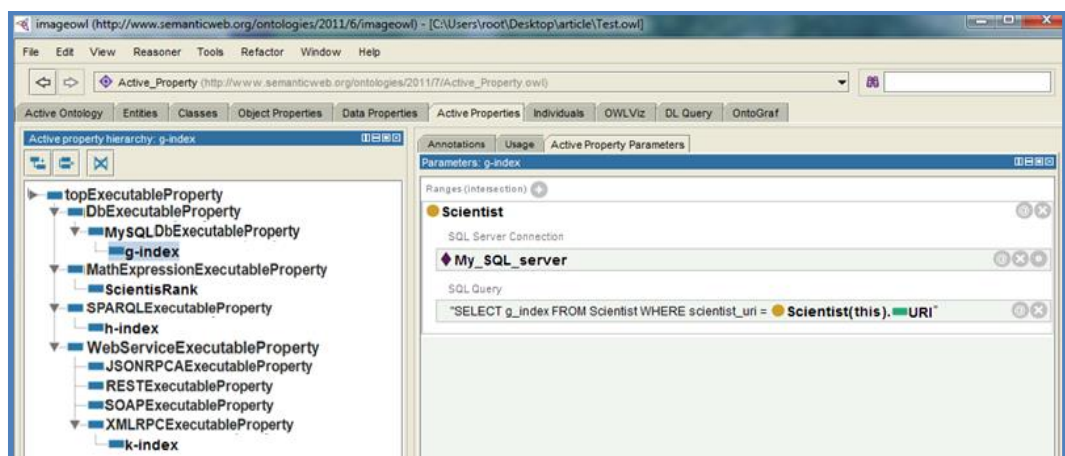 imageowl (http://www.semanticweb.org/ontologies/2011/6/imageowl) - [C:\Users\root\Desktop\article\Test.owl]
File Edit View Reasoner Tools Refactor Window Help
Active_Property (http://www.semanticweb.org/ontologies/2011/7/Active_Property.owl)
Active Ontology Entities Classes Object Properties Data Properties Active Properties Individuals OWLViz DL Query OntoGraf
Active property hierarchy: g-index
topExecutableProperty
DbExecutableProperty
MySQLDbExecutableProperty
g-index
MathExpressionExecutableProperty
ScientisRank
SPARQLExecutableProperty
h-index
WebServiceExecutableProperty
JSONRPCAExecutableProperty
RESTExecutableProperty
SOAPExecutableProperty
XMLRPCExecutableProperty
k-index
Annotations Usage Active Property Parameters
Parameters: g-index
Ranges (intersection)
Scientist
SQL Server Connection
My_SQL_server
SQL Query
"SELECT g_index FROM Scientist WHERE scientist_uri = Scientist(this).URI"